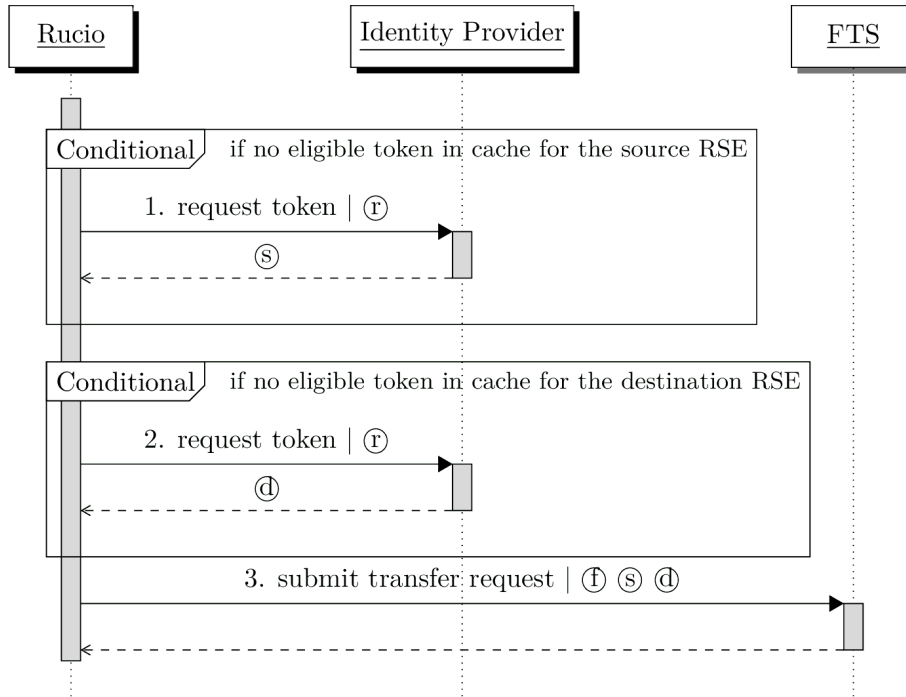 Rucio
Identity Provider
FTS
Conditional if no eligible token in cache for the source RSE
1. request token | ⓡ
ⓢ
Conditional if no eligible token in cache for the destination RSE
2. request token | ⓡ
ⓓ
3. submit transfer request | ⓕ ⓢ ⓓ